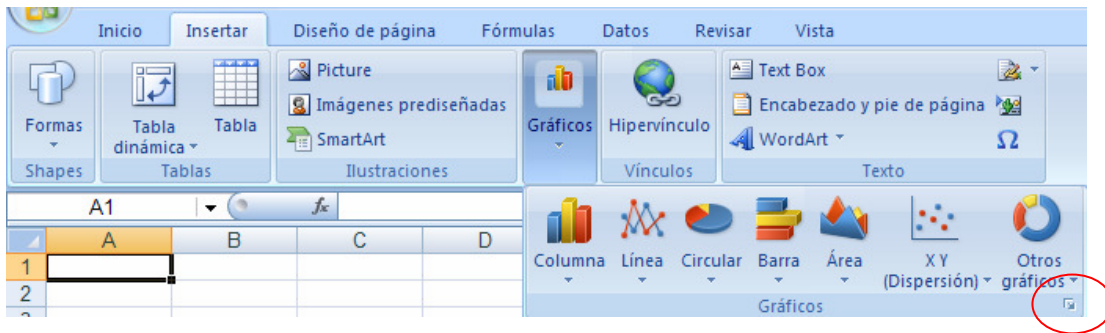 Inicio Insertar Diseño de página Fórmulas Datos Revisar Vista
Formas
Shapes
Tabla dinámica
Tabla
Tablas
Picture
Imágenes prediseñadas
SmartArt
Ilustraciones
Gráficos
Hipervínculo
Vínculos
Text Box
Encabezado y pie de página
WordArt
Ω
Texto
A1 fx
A B C D
1
2
Columna Línea Circular Barra Área X Y (Dispersión) Otros gráficos
Gráficos